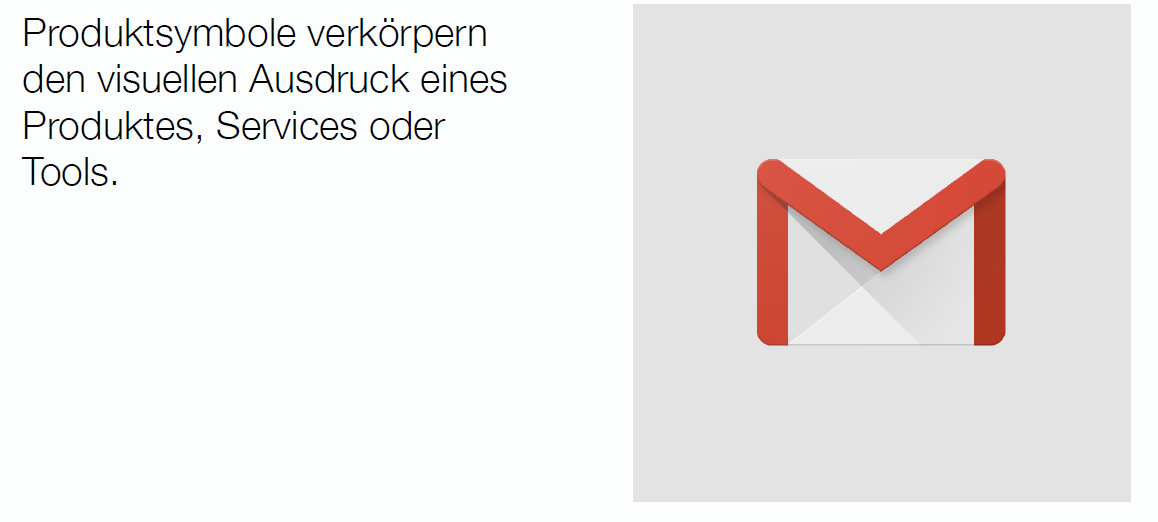 Produktsymbole verkörpern
den visuellen Ausdruck eines
Produktes, Services oder
Tools.